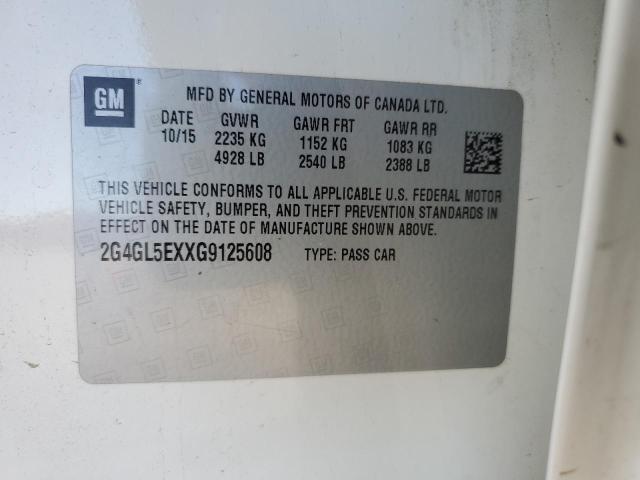 GM
MFD BY GENERAL MOTORS OF CANADA LTD.
DATE GVWR GAWR FRT GAWR RR
10/15 2235 KG 1152 KG 1083 KG
4928 LB 2540 LB 2388 LB
THIS VEHICLE CONFORMS TO ALL APPLICABLE U.S. FEDERAL MOTOR
VEHICLE SAFETY, BUMPER, AND THEFT PREVENTION STANDARDS IN
EFFECT ON THE DATE OF MANUFACTURE SHOWN ABOVE.
2G4GL5EXXG9125608 TYPE: PASS CAR